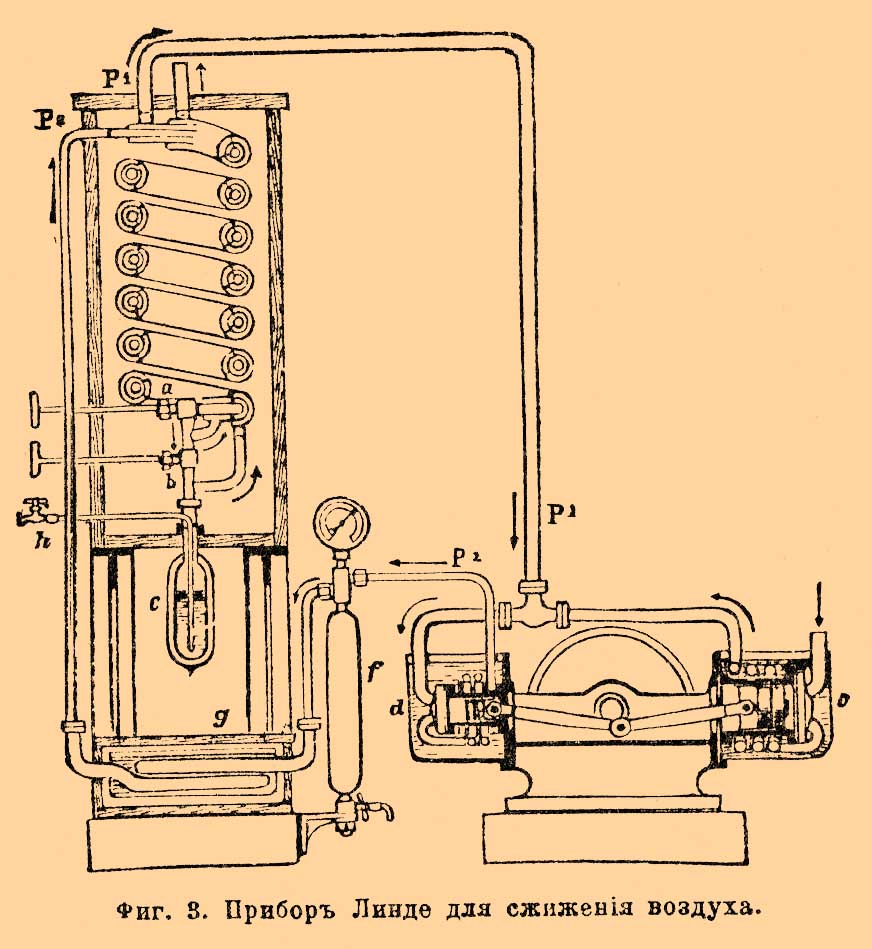 P¹
P²
a
b
h
P¹
P²
c
f
d
e
g
Фиг. 3. Приборъ Линде для сжиженія воздуха.